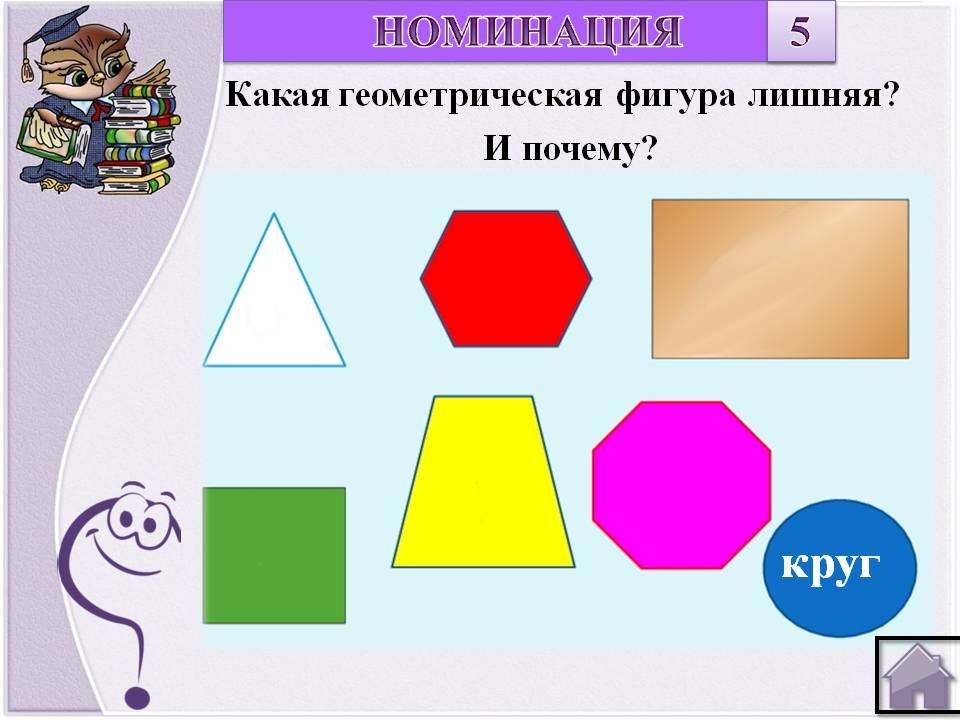 НОМИНАЦИЯ 5
Какая геометрическая фигура лишняя?
И почему?
круг